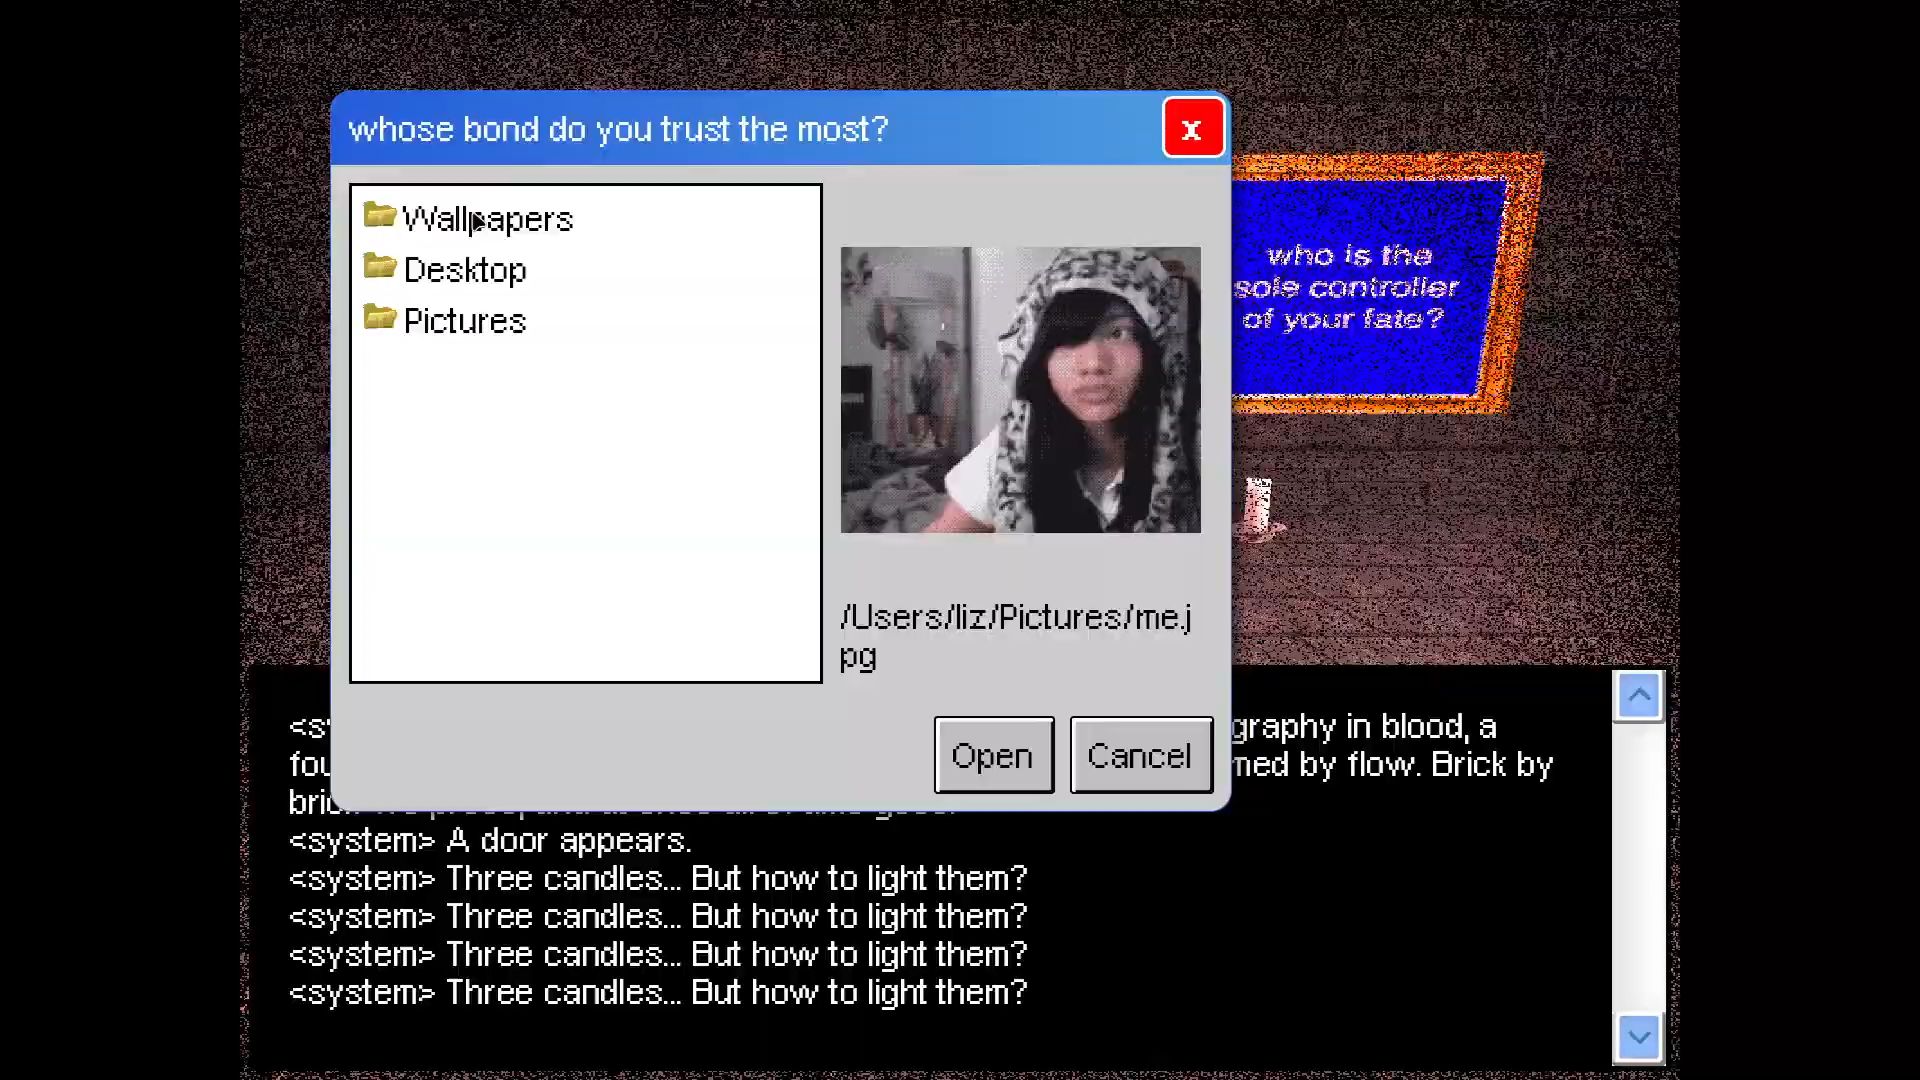 whose bond do you trust the most?
x
Wallpapers
Desktop
Pictures
/Users/liz/Pictures/me.j
pg
Open
Cancel
who is the
sole controller
of your fate?
graphy in blood, a
by flow. Brick by
<system> A door appears.
<system> Three candles... But how to light them?
<system> Three candles... But how to light them?
<system> Three candles... But how to light them?
<system> Three candles... But how to light them?